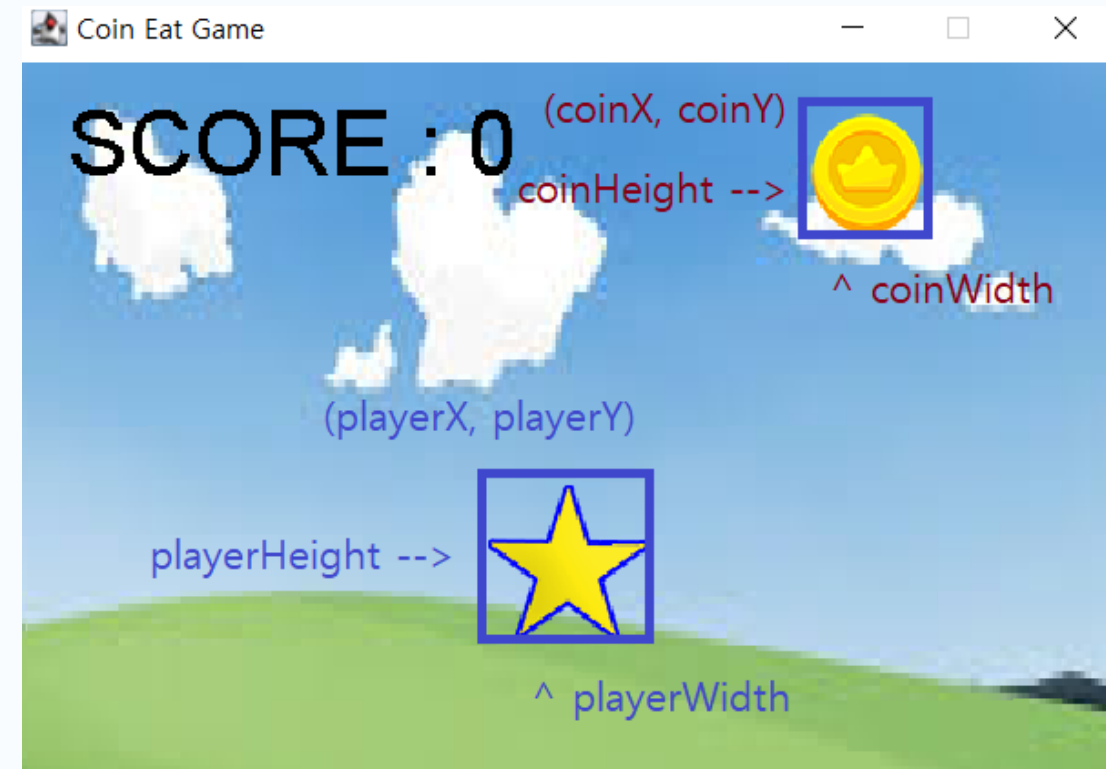 Coin Eat Game
SCORE : 0
(coinX, coinY)
coinHeight -->
^ coinWidth
(playerX, playerY)
playerHeight -->
^ playerWidth